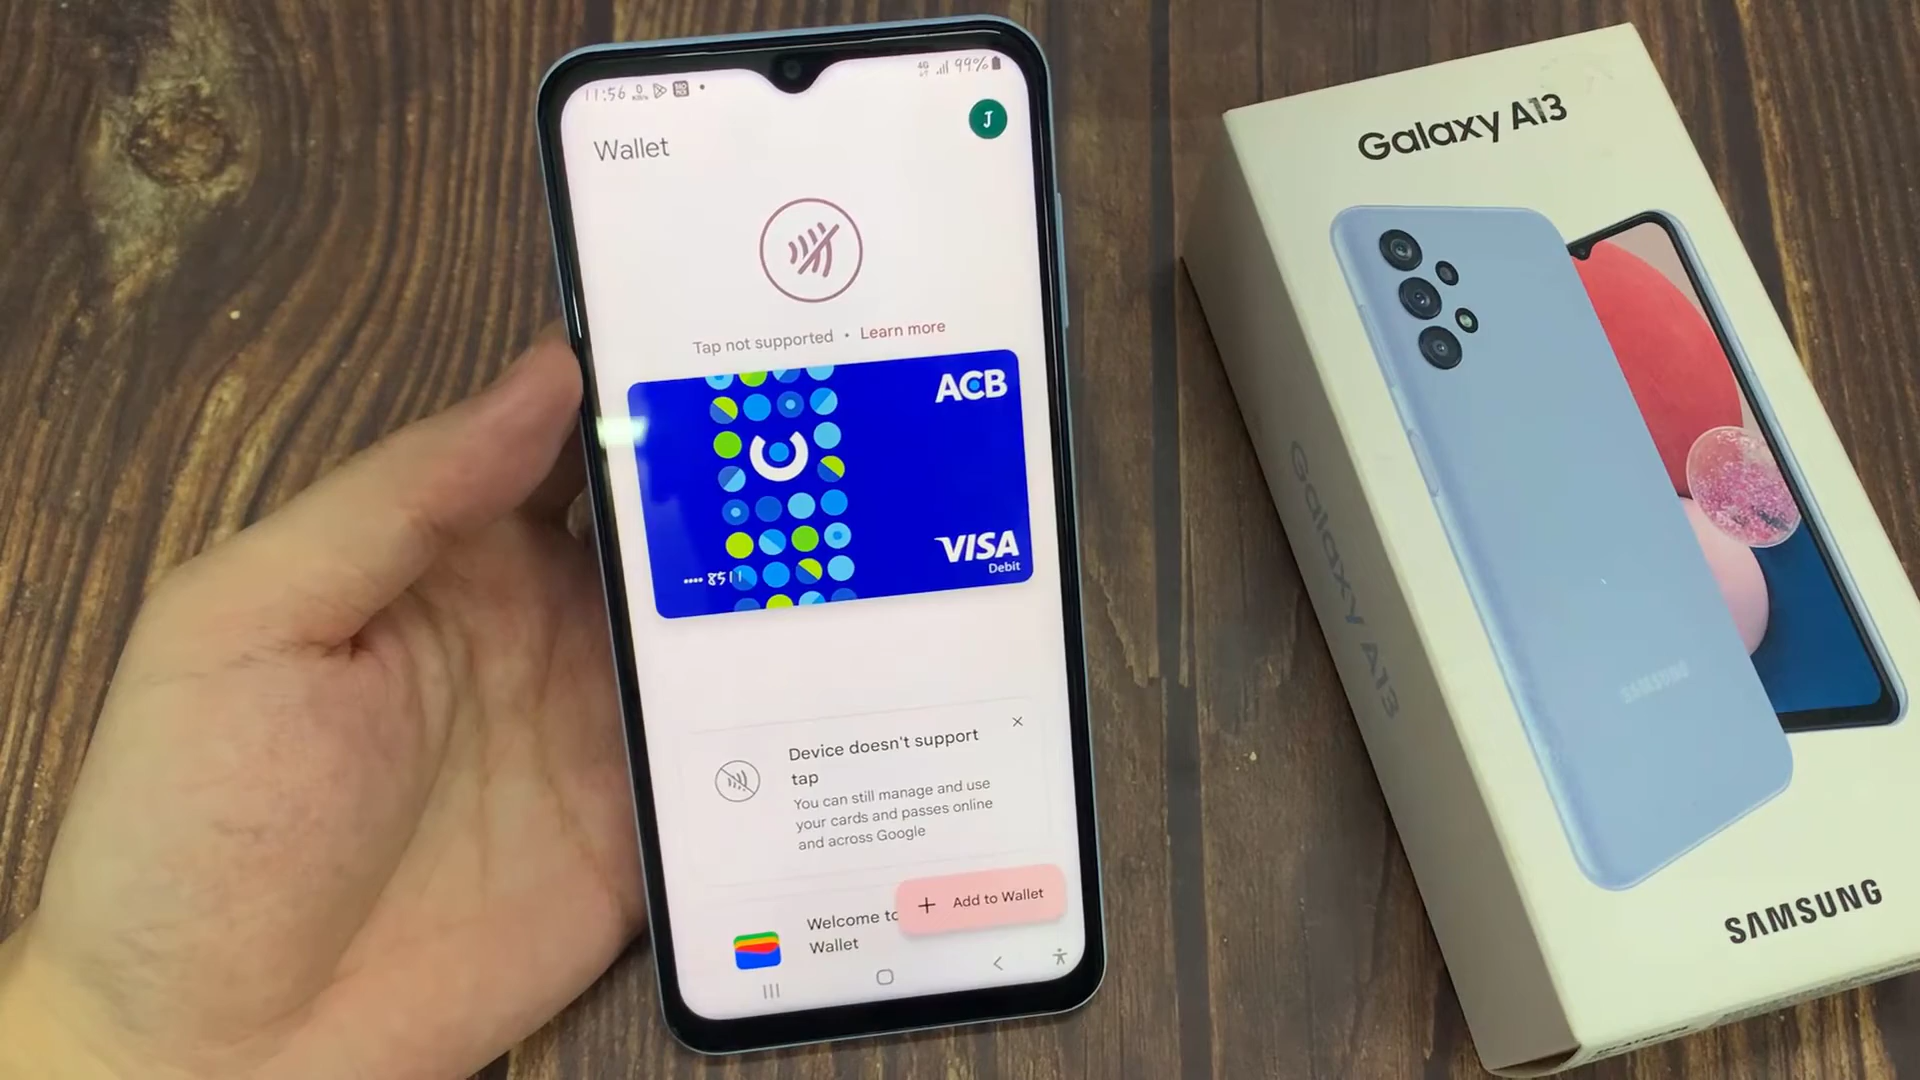 11:56
4G 99%
J
Wallet
Tap not supported • Learn more
ACB
VISA
Debit
•••• 8511
Device doesn't support
tap
You can still manage and use
your cards and passes online
and across Google
Welcome to
Wallet
+ Add to Wallet
Galaxy A13
SAMSUNG
SAMSUNG
Galaxy A13